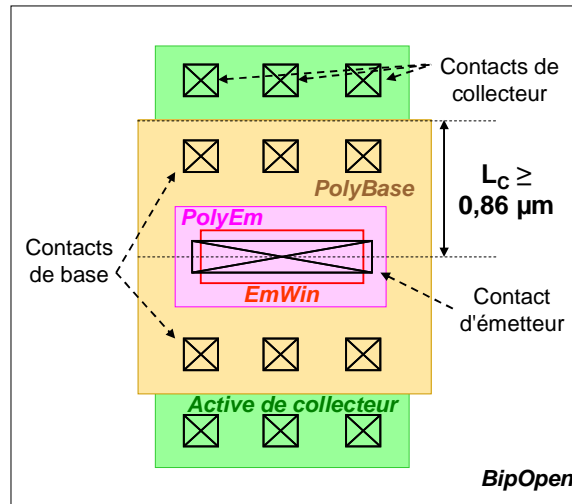 Contacts de
collecteur
PolyBase
L_C ≥
0,86 µm
PolyEm
Contacts
de base
EmWin
Contact
d'émetteur
Active de collecteur
BipOpen